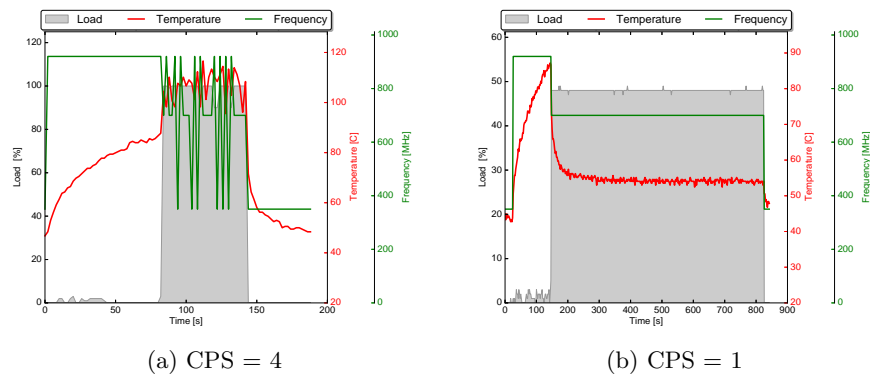 Load Temperature Frequency
120
100
80
60
40
20
0
Load [%]
0 50 100 150 200
Time [s]
120
100
80
60
40
20
Temperature [C]
1000
800
600
400
200
0
Frequency [MHz]
(a) CPS = 4
Load Temperature Frequency
60
50
40
30
20
10
0
Load [%]
0 100 200 300 400 500 600 700 800 900
Time [s]
90
80
70
60
50
40
30
20
Temperature [C]
1000
800
600
400
200
0
Frequency [MHz]
(b) CPS = 1